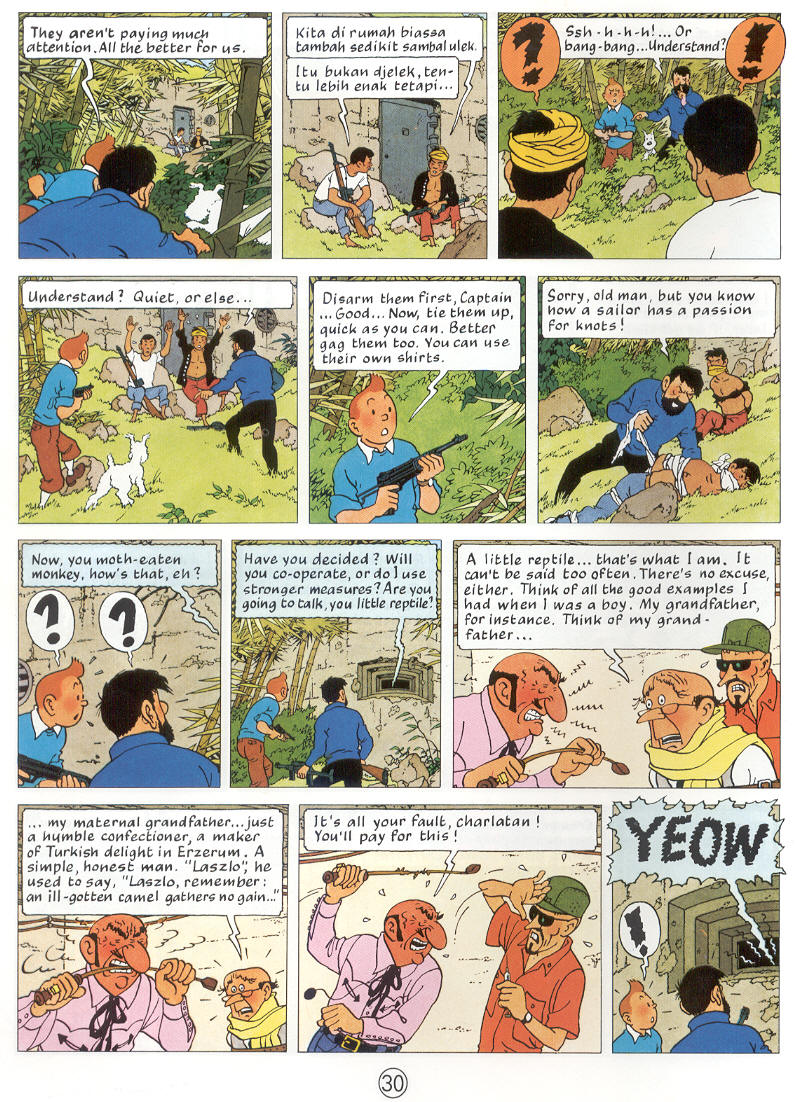 They aren't paying much
attention. All the better for us.
Kita di rumah biassa
tambah sedikit sambal ulek.
Itu bukan djelek, ten-
tu lebih enak tetapi...
?
Ssh-h-h-h!... Or
bang-bang... Understand?
!
Understand? Quiet, or else...
Disarm them first, Captain
...Good... Now, tie them up,
quick as you can. Better
gag them too. You can use
their own shirts.
Sorry, old man, but you know
how a sailor has a passion
for knots!
Now, you moth-eaten
monkey, how's that, eh?
?
?
Have you decided? Will
you co-operate, or do I use
stronger measures? Are you
going to talk, you little reptile?
A little reptile... that's what I am. It
can't be said too often. There's no excuse,
either. Think of all the good examples I
had when I was a boy. My grandfather,
for instance. Think of my grand-
father...
... my maternal grandfather...just
a humble confectioner, a maker
of Turkish delight in Erzerum. A
simple, honest man. "Laszlo", he
used to say, "Laszlo, remember:
an ill-gotten camel gathers no gain..."
It's all your fault, charlatan!
You'll pay for this!
YEOW
!
30